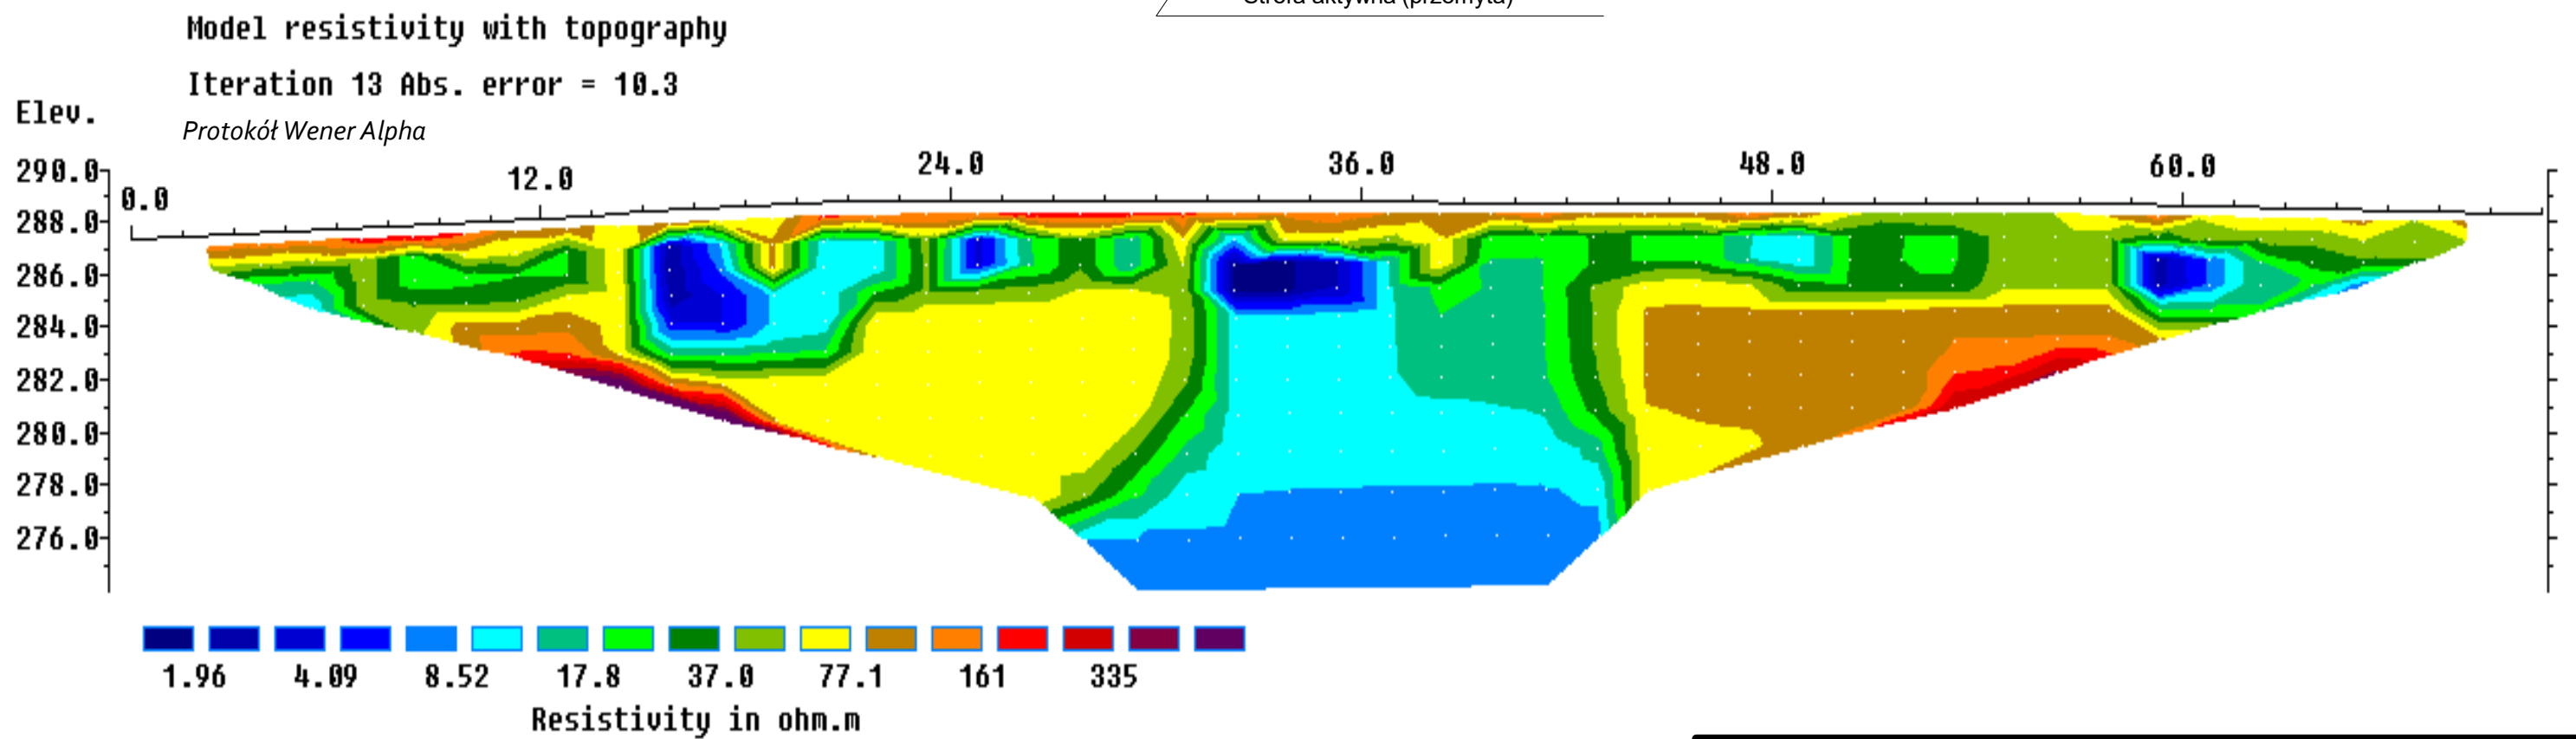 Strefa aktywna (przemyta)
Model resistivity with topography
Iteration 13 Abs. error = 10.3
Elev.
Protokół Wener Alpha
290.0
0.0 12.0 24.0 36.0 48.0 60.0
288.0
286.0
284.0
282.0
280.0
278.0
276.0
1.96 4.09 8.52 17.8 37.0 77.1 161 335
Resistivity in ohm.m